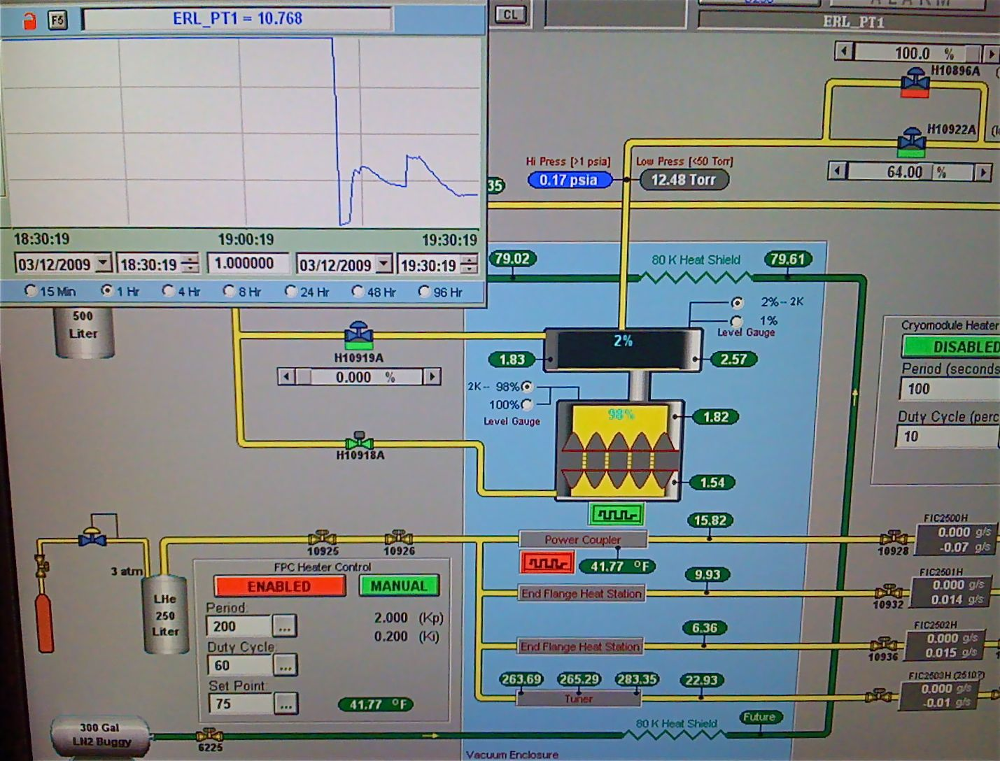 F5
ERL_PT1 = 10.768
CL
ALARM
ERL_PT1
100.0 %
H10896A
H10922A
64.00 %
Hi Press [>1 psia]
Low Press [<50 Torr]
0.17 psia
12.48 Torr
35
18:30:19
19:00:19
19:30:19
03/12/2009
18:30:19
1.000000
03/12/2009
19:30:19
15 Min
1 Hr
4 Hr
8 Hr
24 Hr
48 Hr
96 Hr
79.02
80 K Heat Shield
79.61
500
Liter
H10919A
0.000 %
2%-- 2K
1%
Level Gauge
2%
1.83
2.57
2K-- 98%
100%
Level Gauge
98%
1.82
1.54
H10918A
Cryomodule Heater
DISABLED
Period (seconds
100
Duty Cycle (perc
10
15.82
Power Coupler
41.77 °F
10925
10926
10928
FIC2500H
0.000 g/s
-0.07 g/s
3 atm
LHe
250
Liter
FPC Heater Control
ENABLED
MANUAL
Period:
200
...
2.000 (Kp)
0.200 (Ki)
Duty Cycle:
60
...
Set Point:
75
...
41.77 °F
9.93
End Flange Heat Station
10932
FIC2501H
0.000 g/s
0.014 g/s
6.36
End Flange Heat Station
10936
FIC2502H
0.000 g/s
0.015 g/s
263.69
265.29
283.35
22.93
Tuner
FIC2503H (2510?)
0.000 g/s
-0.01 g/s
300 Gal
LN2 Buggy
6225
80 K Heat Shield
Future
Vacuum Enclosure